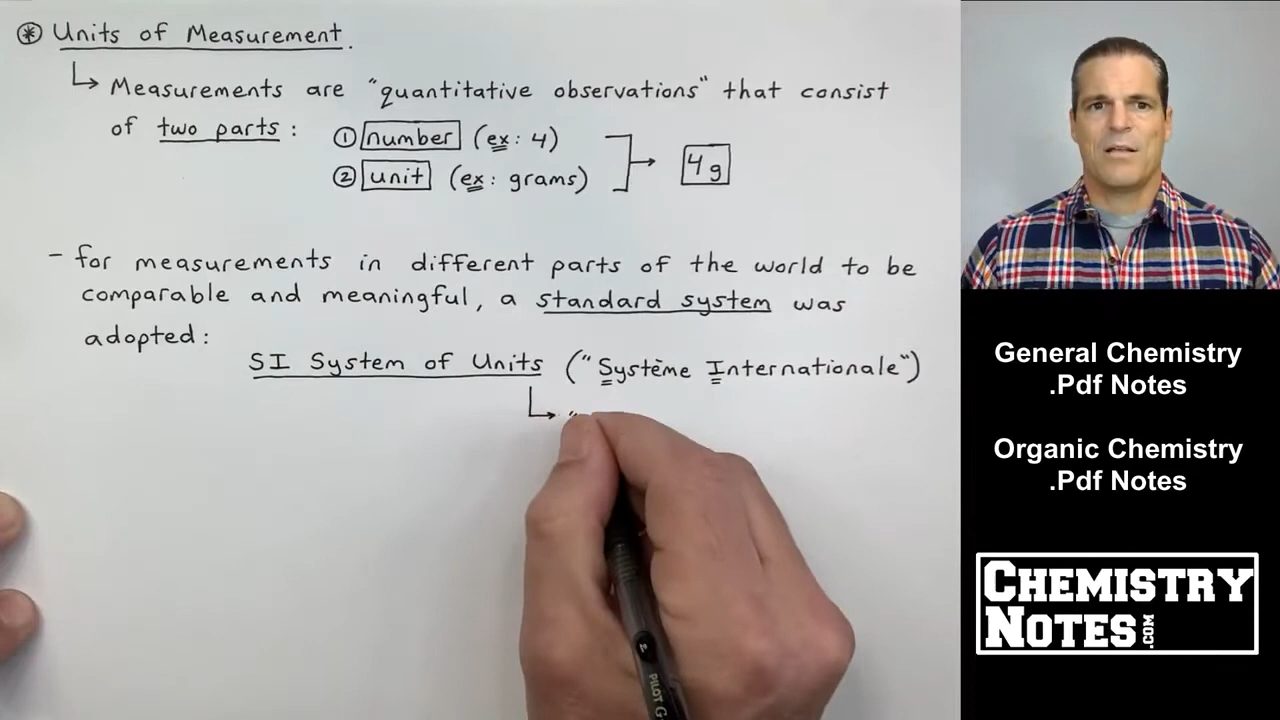 * Units of Measurement.
↳ Measurements are "quantitative observations" that consist
of two parts: ① number (ex: 4)
② unit (ex: grams)
→ 4g
- for measurements in different parts of the world to be
comparable and meaningful, a standard system was
adopted:
SI System of Units ("Système Internationale")
↳ "
2
PILOT G
General Chemistry
.Pdf Notes
Organic Chemistry
.Pdf Notes
CHEMISTRY
NOTES.COM